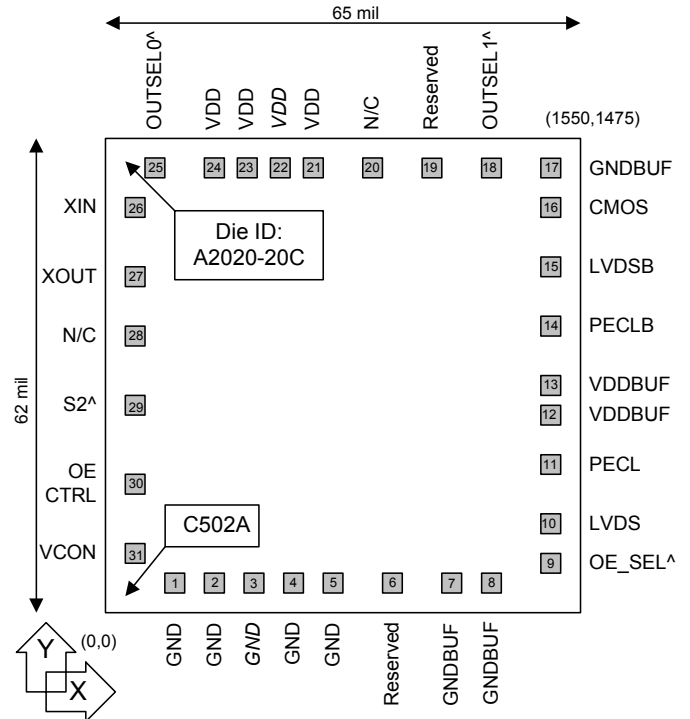 65 mil
OUTSEL0^
VDD
VDD
VDD
VDD
N/C
Reserved
OUTSEL1^
(1550,1475)
25
24
23
22
21
20
19
18
17
GNDBUF
XIN
26
16
CMOS
Die ID:
A2020-20C
XOUT
27
15
LVDSB
N/C
28
14
PECLB
62 mil
13
VDDBUF
S2^
29
12
VDDBUF
OE
CTRL
30
11
PECL
C502A
10
LVDS
VCON
31
9
OE_SEL^
1
2
3
4
5
6
7
8
(0,0)
Y
X
GND
GND
GND
GND
GND
Reserved
GNDBUF
GNDBUF